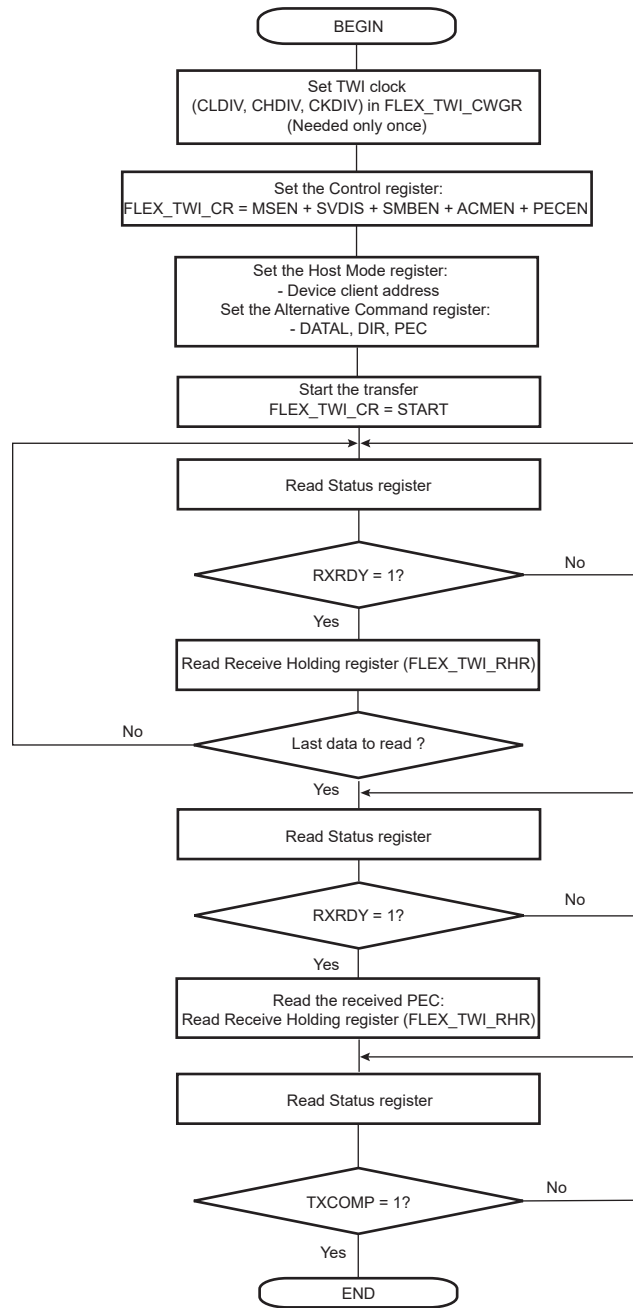 BEGIN
Set TWI clock
(CLDIV, CHDIV, CKDIV) in FLEX_TWI_CWGR
(Needed only once)
Set the Control register:
FLEX_TWI_CR = MSEN + SVDIS + SMBEN + ACMEN + PECEN
Set the Host Mode register:
- Device client address
Set the Alternative Command register:
- DATAL, DIR, PEC
Start the transfer
FLEX_TWI_CR = START
Read Status register
RXRDY = 1?
No
Yes
Read Receive Holding register (FLEX_TWI_RHR)
No
Last data to read ?
Yes
Read Status register
RXRDY = 1?
No
Yes
Read the received PEC:
Read Receive Holding register (FLEX_TWI_RHR)
Read Status register
TXCOMP = 1?
No
Yes
END